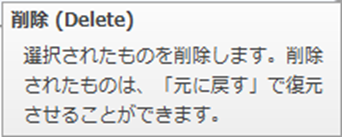 削除 (Delete)
選択されたものを削除します。削除
されたものは、「元に戻す」で復元
させることができます。